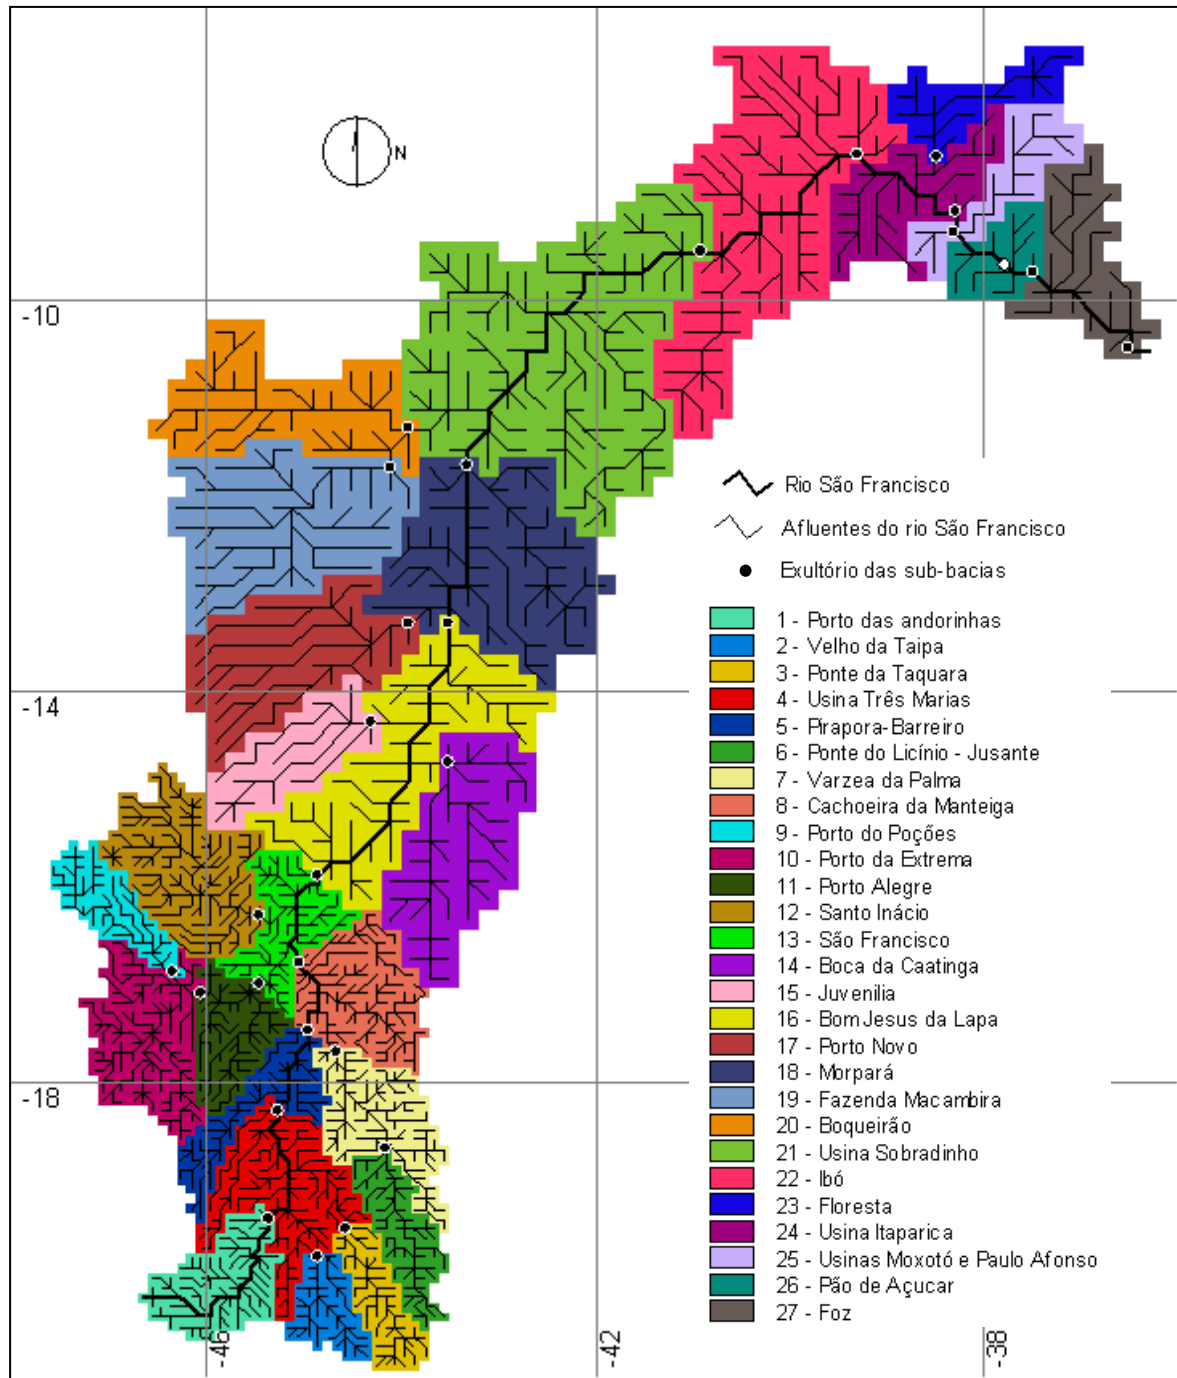 N
-10
Rio São Francisco
Afluentes do rio São Francisco
Exultório das sub-bacias
1 - Porto das andorinhas
2 - Velho da Taipa
3 - Ponte da Taquara
-14
4 - Usina Três Marias
5 - Pirapora-Barreiro
6 - Ponte do Licínio - Jusante
7 - Varzea da Palma
8 - Cachoeira da Manteiga
9 - Porto do Poções
10 - Porto da Extrema
11 - Porto Alegre
12 - Santo Inácio
13 - São Francisco
14 - Boca da Caatinga
15 - Juvenilia
16 - Bom Jesus da Lapa
17 - Porto Novo
18 - Morpará
-18
19 - Fazenda Macambira
20 - Boqueirão
21 - Usina Sobradinho
22 - Ibó
23 - Floresta
24 - Usina Itaparica
25 - Usinas Moxotó e Paulo Afonso
26 - Pão de Açucar
27 - Foz
-46
-42
-38